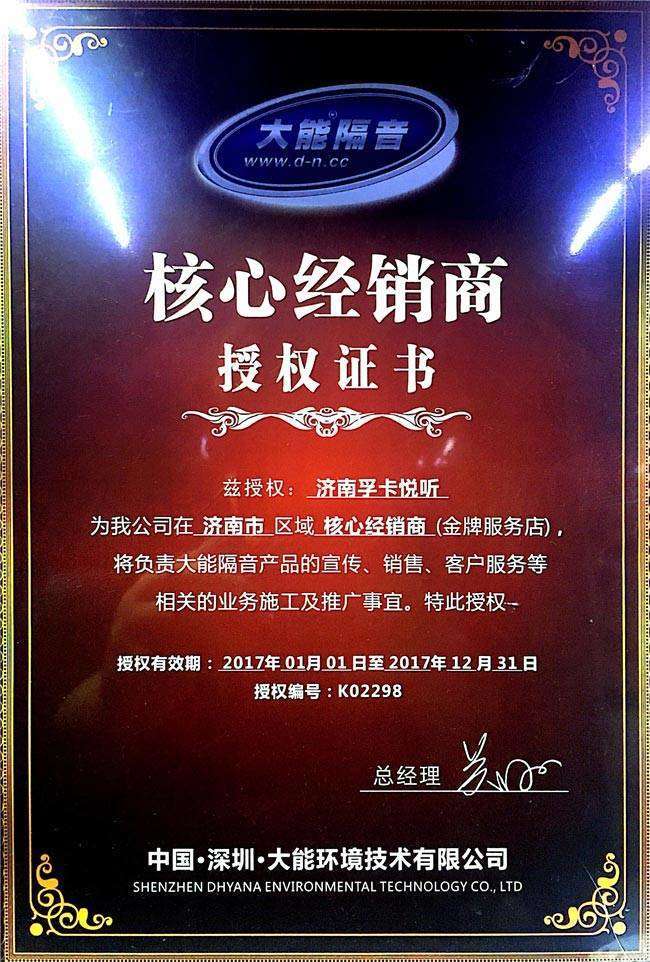 大能隔音®
www.d-n.cc
核心经销商
授权证书
兹授权： 济南孚卡悦听
为我公司在 济南市 区域 核心经销商 (金牌服务店)，
将负责大能隔音产品的宣传、销售、客户服务等
相关的业务施工及推广事宜。特此授权
授权有效期：2017年01月01日至2017年12月31日
授权编号：K02298
总经理
中国·深圳·大能环境技术有限公司
SHENZHEN DHYANA ENVIRONMENTAL TECHNOLOGY CO., LTD